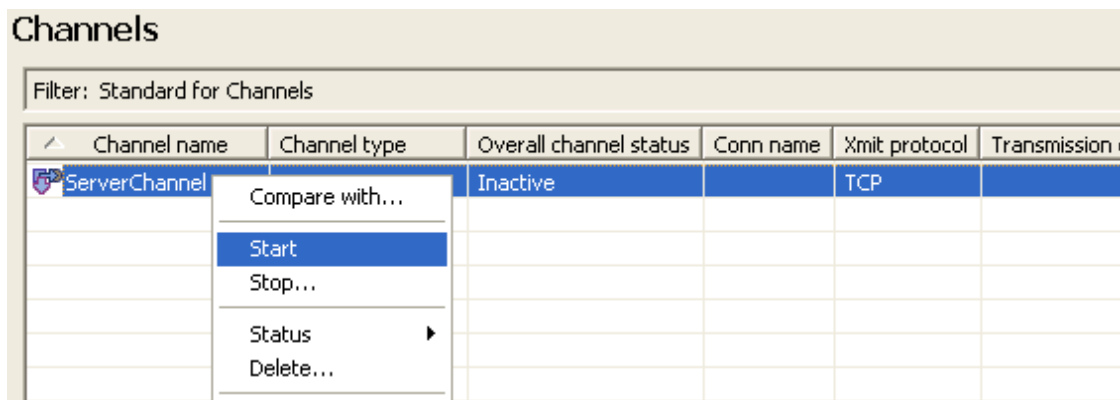 Channels
Filter: Standard for Channels
Channel name Channel type Overall channel status Conn name Xmit protocol Transmission
ServerChannel Inactive TCP
Compare with...
Start
Stop...
Status
Delete...